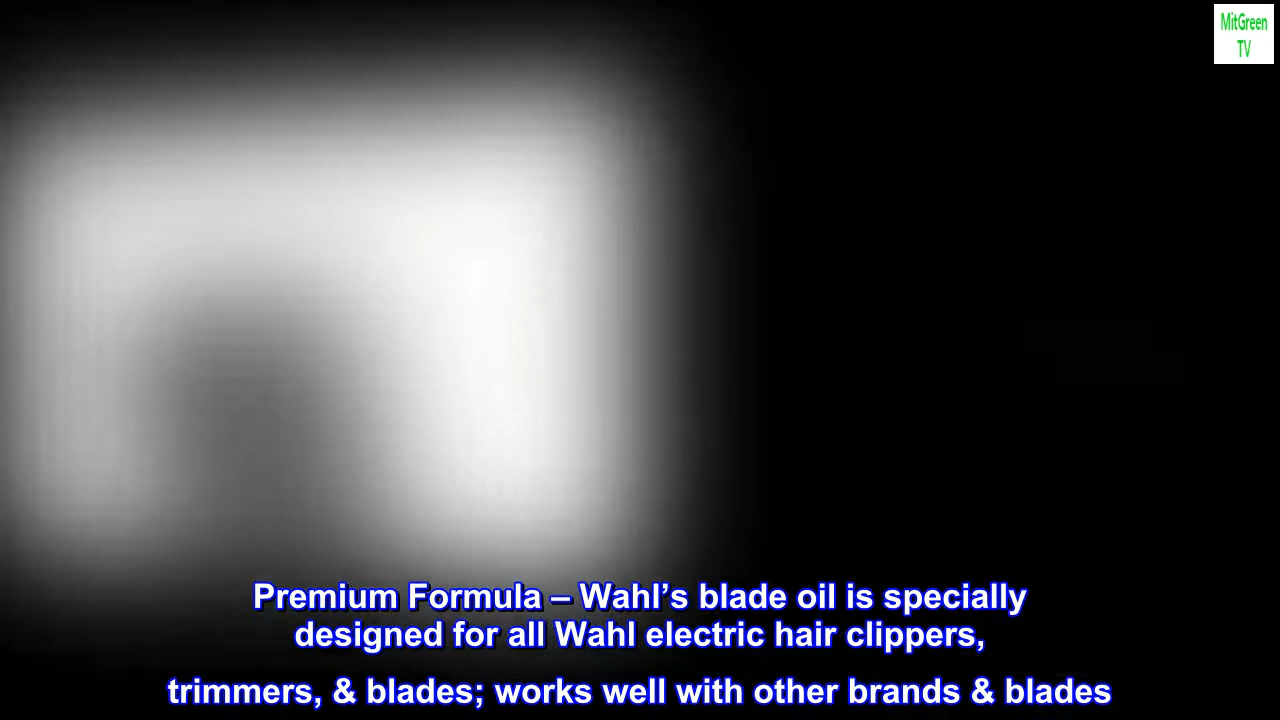 MitGreen
TV
Premium Formula – Wahl’s blade oil is specially
designed for all Wahl electric hair clippers,
trimmers, & blades; works well with other brands & blades